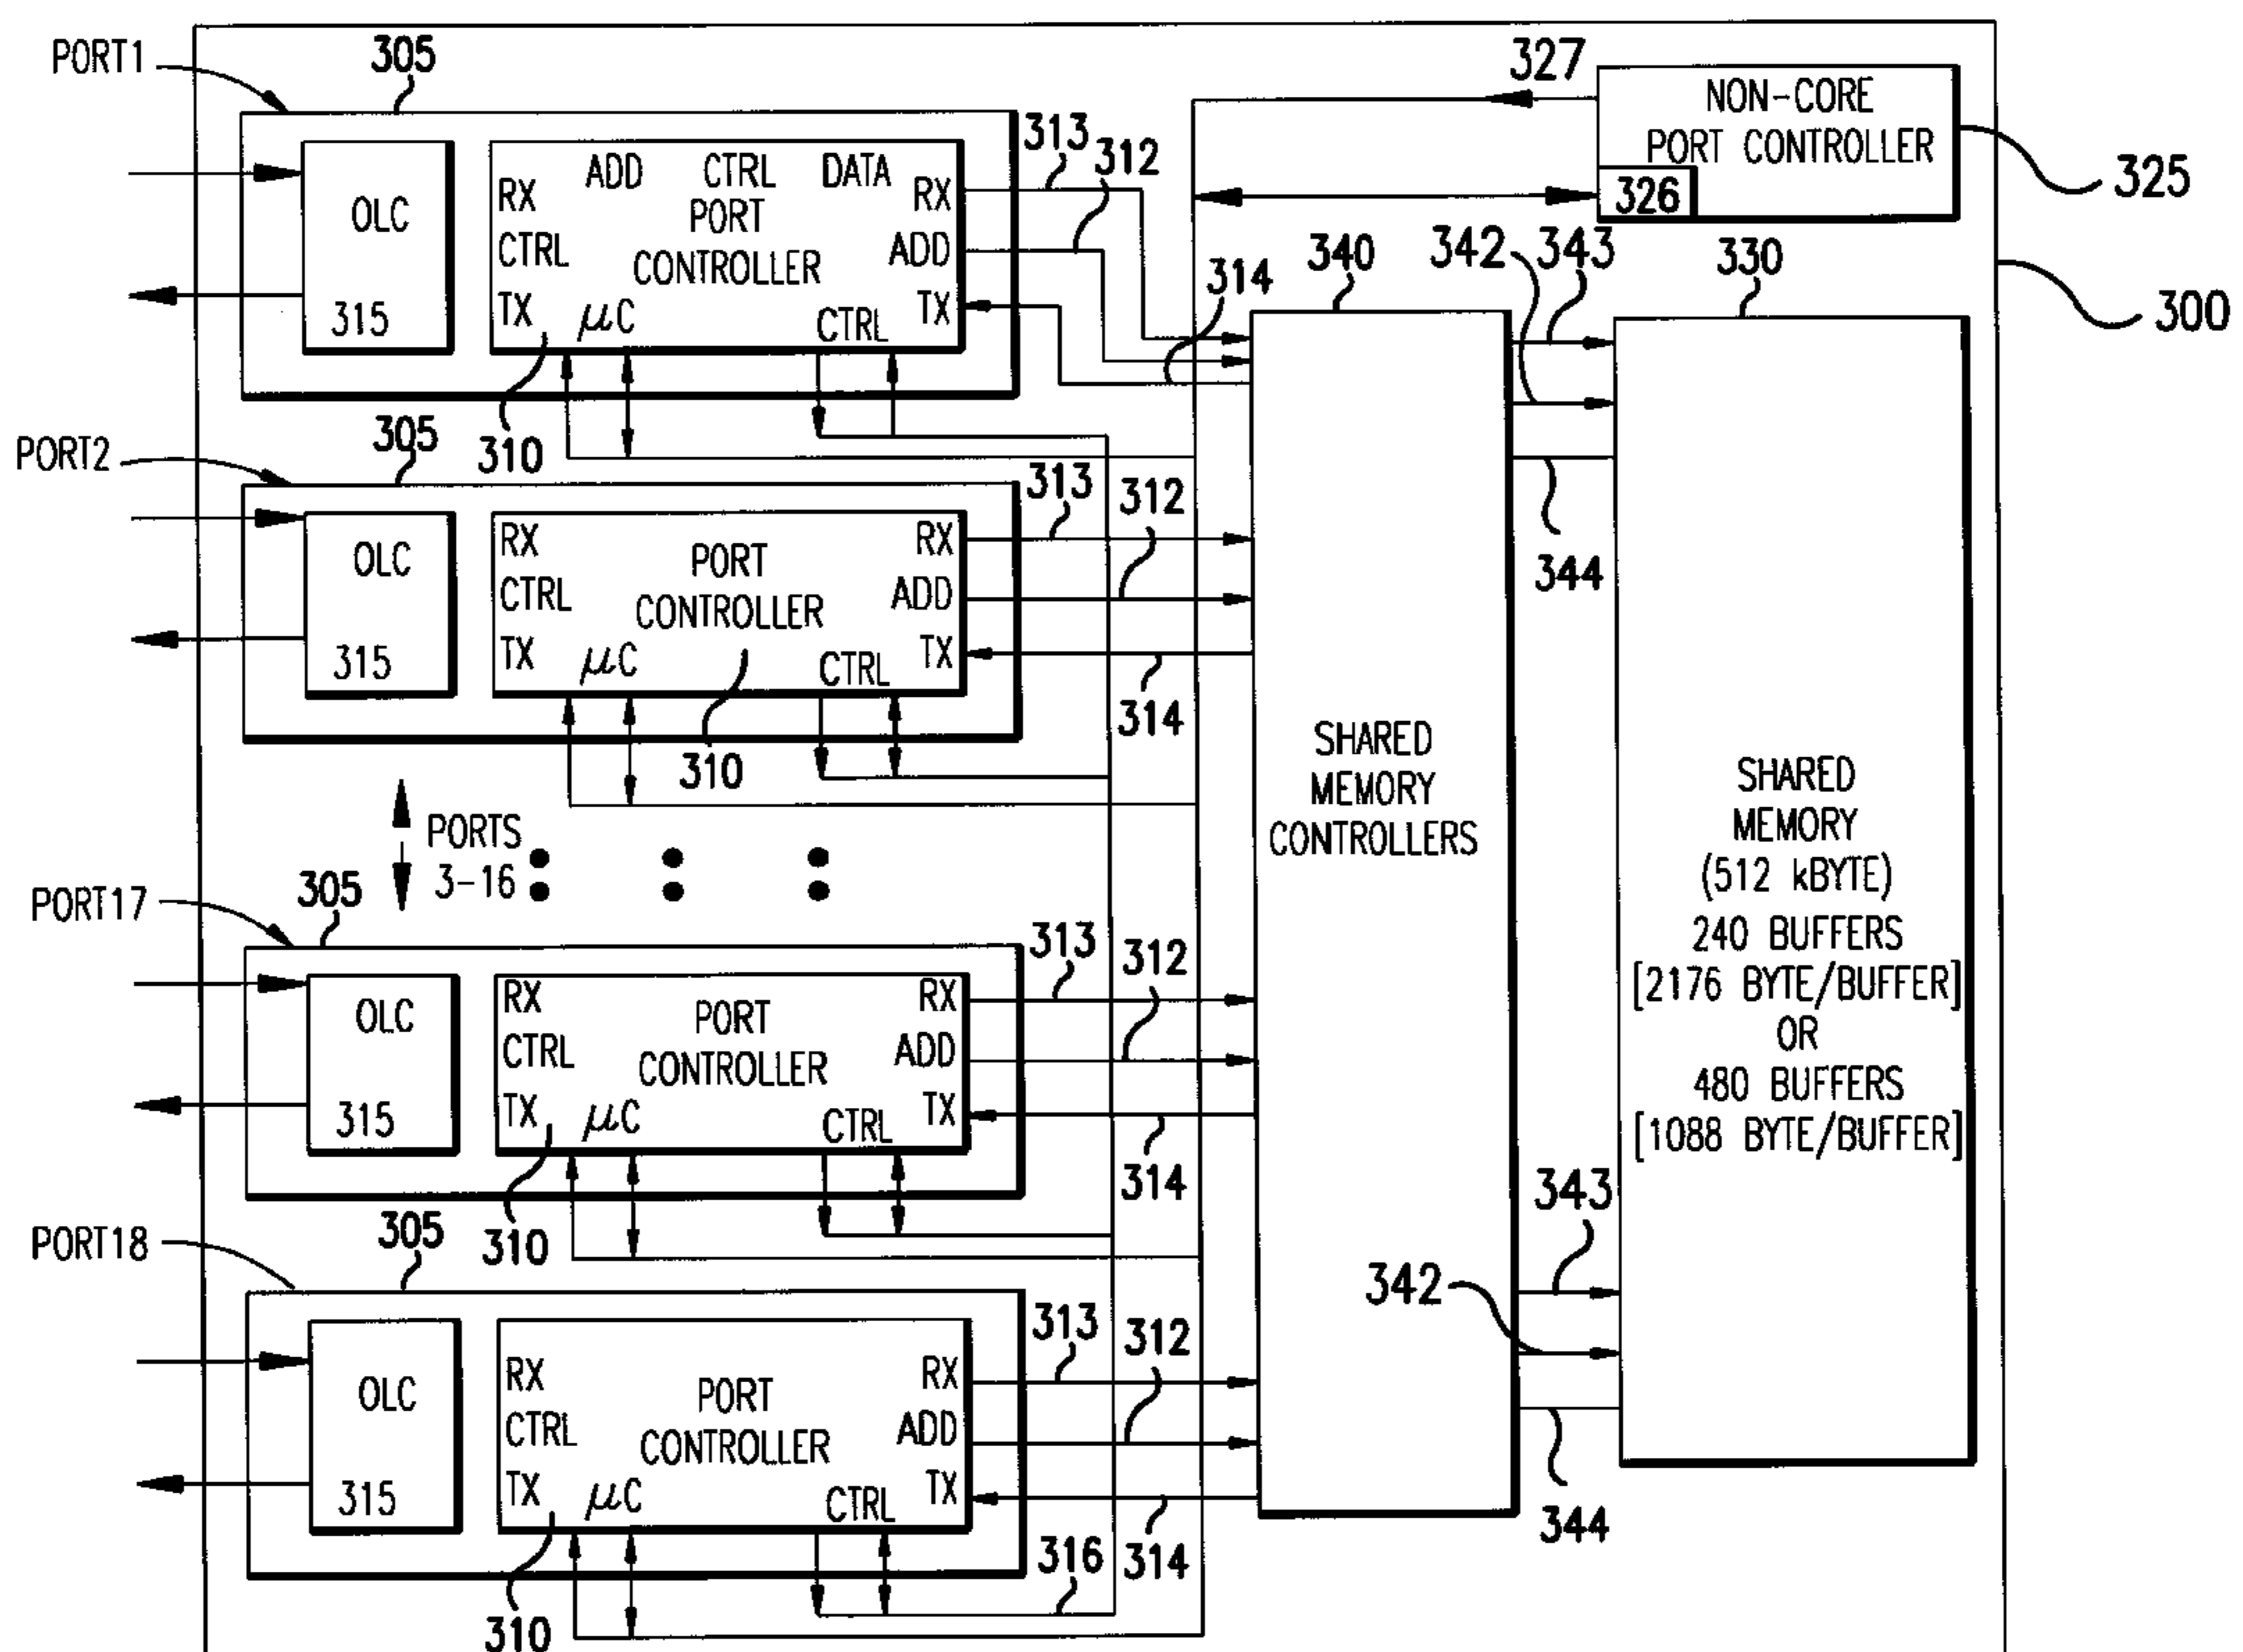 PORT1
305
327
NON-CORE
PORT CONTROLLER
325
326
313
312
OLC
315
ADD CTRL DATA
RX
CTRL
TX
PORT
CONTROLLER
RX
ADD
TX
μC
CTRL
310
314
340
342
343
330
300
344
PORT2
305
OLC
315
RX
CTRL
TX
PORT
CONTROLLER
RX
ADD
TX
μC
CTRL
310
313
312
314
SHARED
MEMORY
CONTROLLERS
SHARED
MEMORY
(512 kBYTE)
240 BUFFERS
[2176 BYTE/BUFFER]
OR
480 BUFFERS
[1088 BYTE/BUFFER]
PORTS
3-16
PORT17
305
OLC
315
RX
CTRL
TX
PORT
CONTROLLER
RX
ADD
TX
μC
CTRL
310
313
312
314
343
342
344
PORT18
305
OLC
315
RX
CTRL
TX
PORT
CONTROLLER
RX
ADD
TX
μC
CTRL
310
313
312
316
314